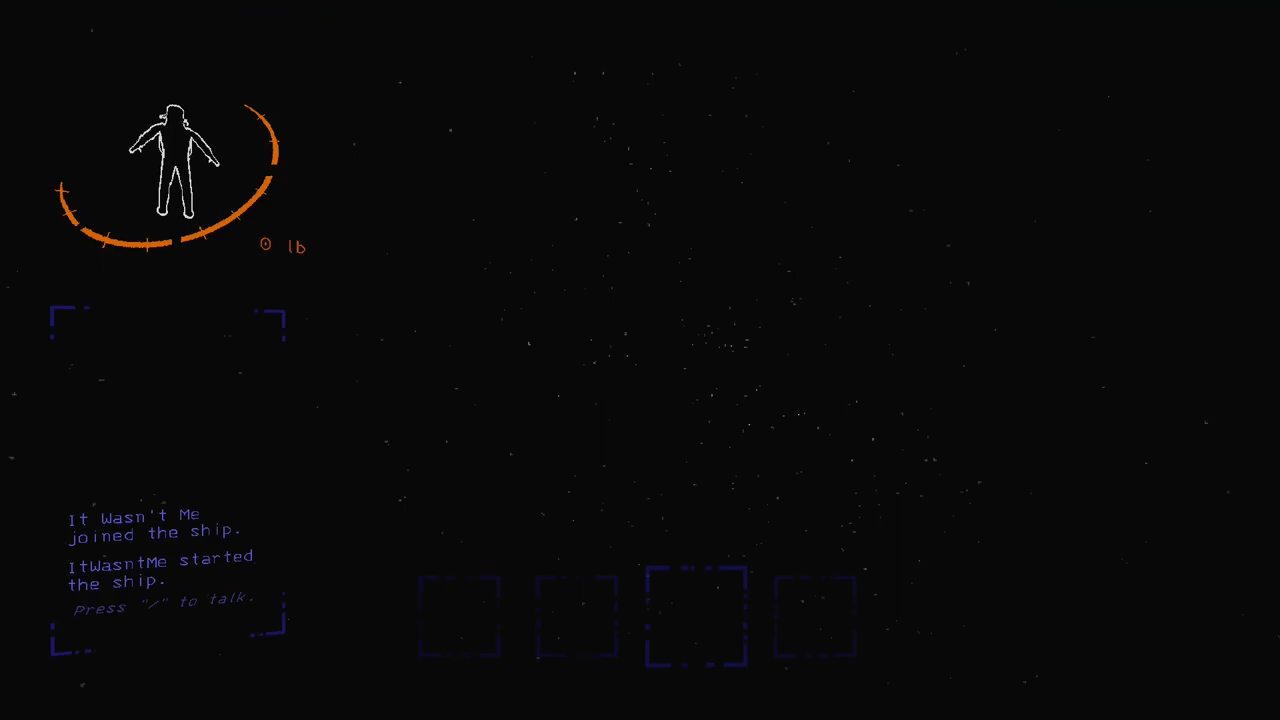 0 lb
It Wasn't Me
joined the ship.
ItWasntMe started
the ship.
Press "/" to talk.